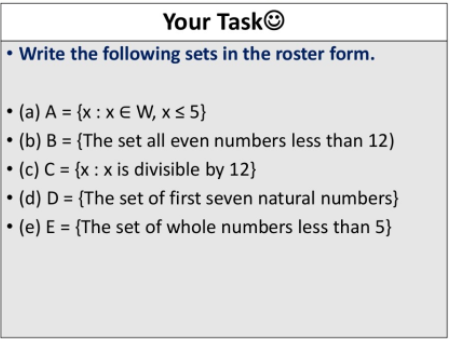 Your Task☺
• Write the following sets in the roster form.
• (a) A = {x : x ∈ W, x ≤ 5}
• (b) B = {The set all even numbers less than 12)
• (c) C = {x : x is divisible by 12}
• (d) D = {The set of first seven natural numbers}
• (e) E = {The set of whole numbers less than 5}